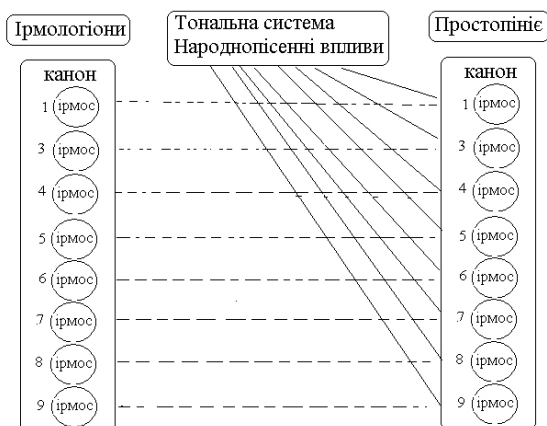 Ірмологіони
Тональна система
Народнопісенні впливи
Простопініє
канон
1 ірмос
3 ірмос
4 ірмос
5 ірмос
6 ірмос
7 ірмос
8 ірмос
9 ірмос
канон
1 ірмос
3 ірмос
4 ірмос
5 ірмос
6 ірмос
7 ірмос
8 ірмос
9 ірмос